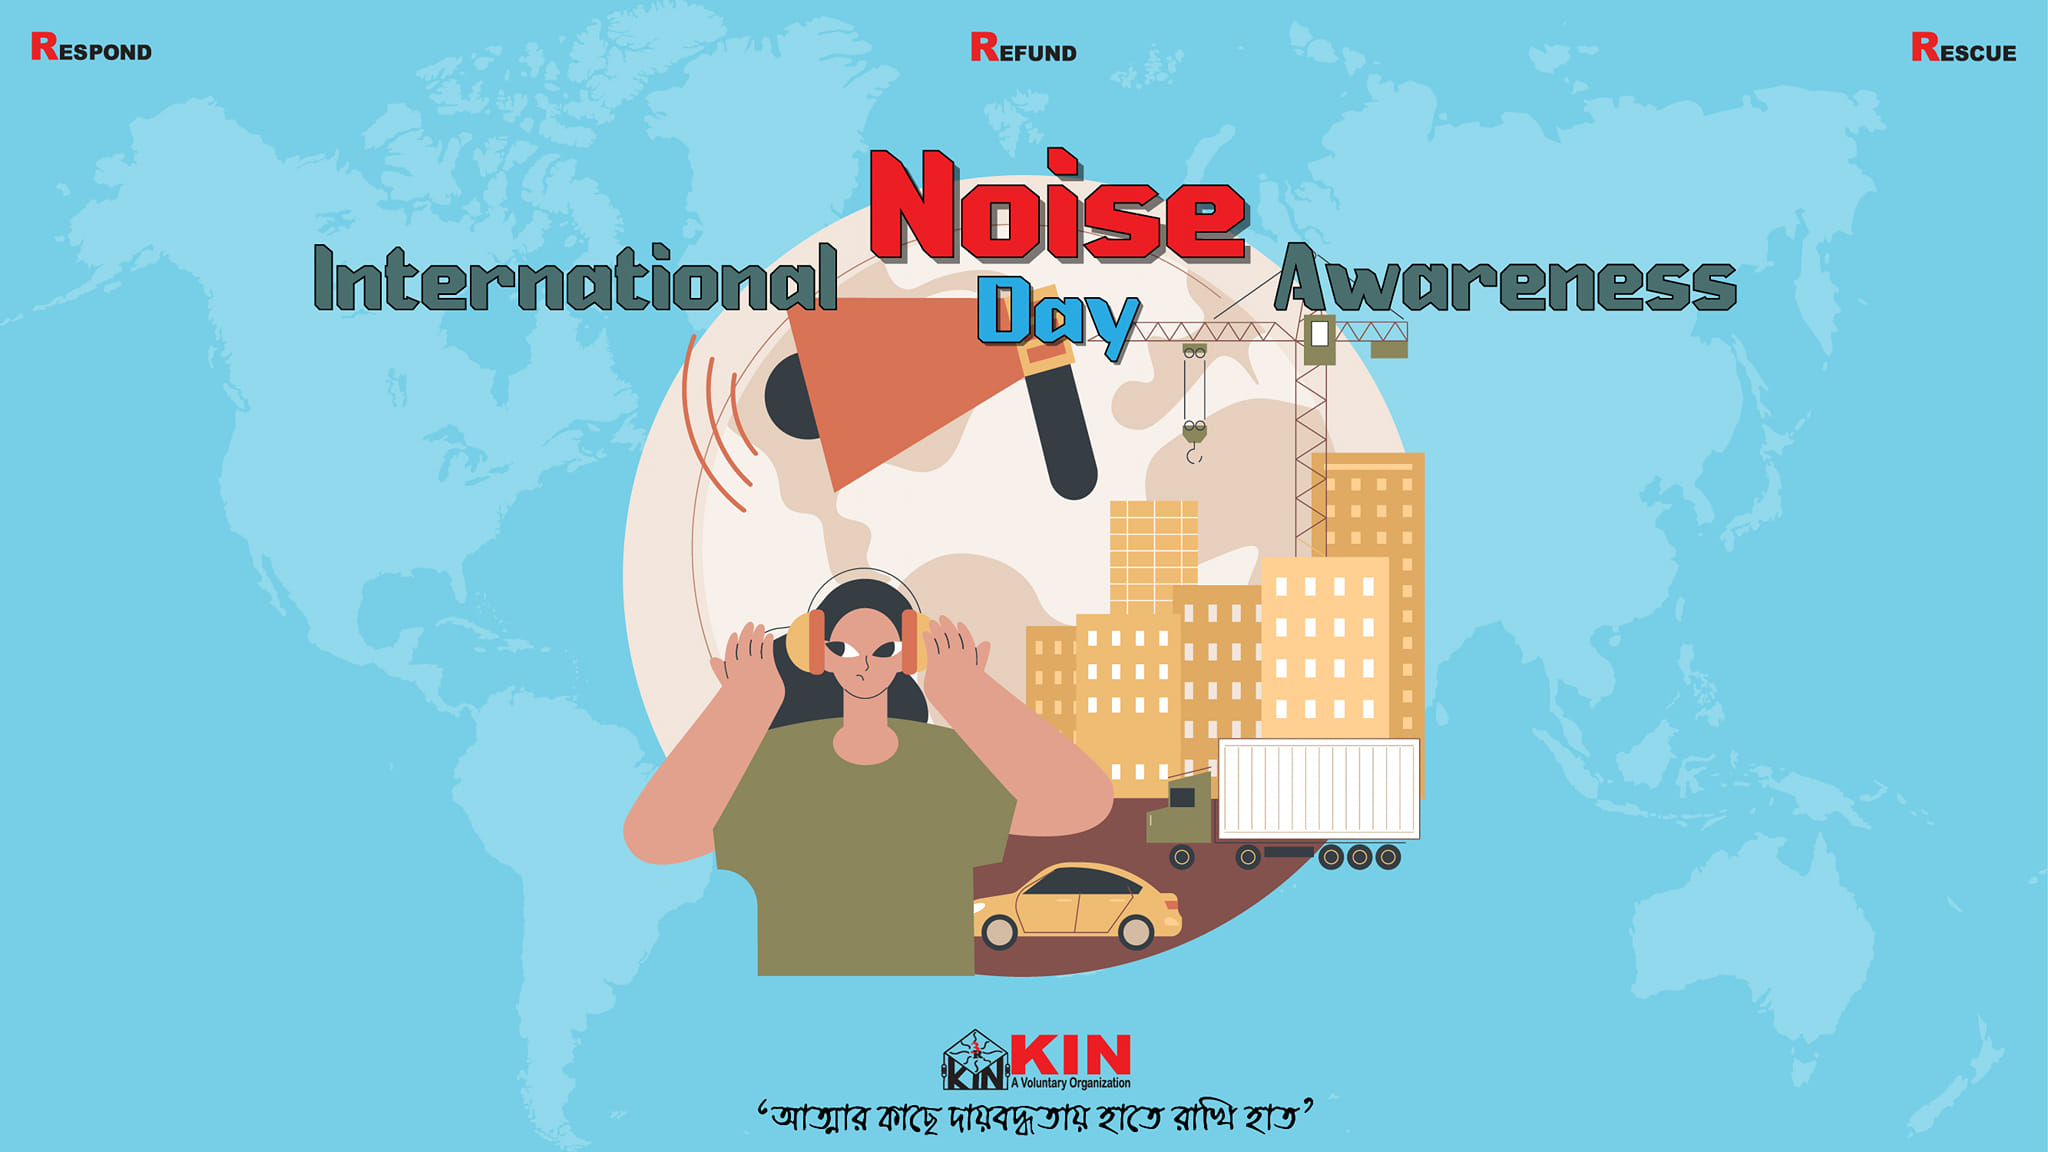 RESPOND
REFUND
RESCUE
International Noise Awareness
Day
KIN
KIN
A Voluntary Organization
‘আত্মার কাছে দায়বদ্ধতায় হাতে রাখি হাত’